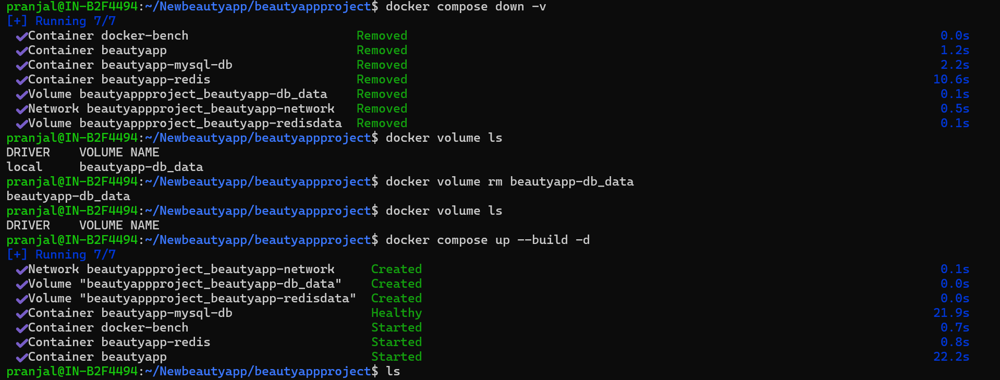 pranjal@IN-B2F4494:~/Newbeautyapp/beautyappproject$ docker compose down -v
[+] Running 7/7
✔Container docker-bench Removed 0.0s
✔Container beautyapp Removed 1.2s
✔Container beautyapp-mysql-db Removed 2.2s
✔Container beautyapp-redis Removed 10.6s
✔Volume beautyappproject_beautyapp-db_data Removed 0.1s
✔Network beautyappproject_beautyapp-network Removed 0.5s
✔Volume beautyappproject_beautyapp-redisdata Removed 0.1s
pranjal@IN-B2F4494:~/Newbeautyapp/beautyappproject$ docker volume ls
DRIVER VOLUME NAME
local beautyapp-db_data
pranjal@IN-B2F4494:~/Newbeautyapp/beautyappproject$ docker volume rm beautyapp-db_data
beautyapp-db_data
pranjal@IN-B2F4494:~/Newbeautyapp/beautyappproject$ docker volume ls
DRIVER VOLUME NAME
pranjal@IN-B2F4494:~/Newbeautyapp/beautyappproject$ docker compose up --build -d
[+] Running 7/7
✔Network beautyappproject_beautyapp-network Created 0.1s
✔Volume "beautyappproject_beautyapp-db_data" Created 0.0s
✔Volume "beautyappproject_beautyapp-redisdata" Created 0.0s
✔Container beautyapp-mysql-db Healthy 21.9s
✔Container docker-bench Started 0.7s
✔Container beautyapp-redis Started 0.8s
✔Container beautyapp Started 22.2s
pranjal@IN-B2F4494:~/Newbeautyapp/beautyappproject$ ls